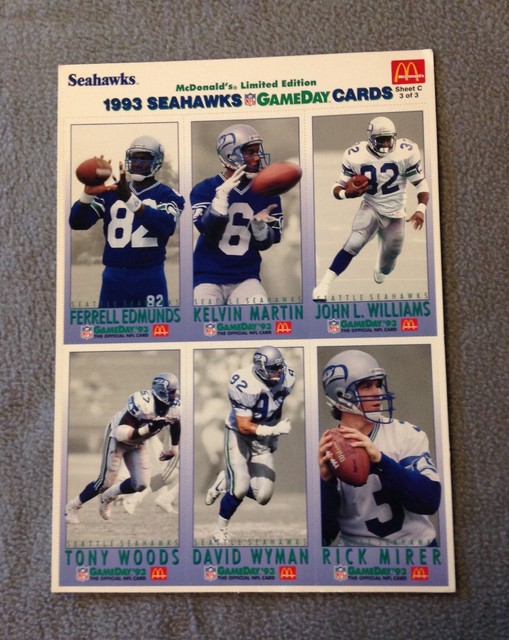 Seahawks
McDonald's® Limited Edition
1993 SEAHAWKS NFL GAMEDAY CARDS
Sheet C
3 of 3
82
6
32
82
SEATTLE SEAHAWKS
FERRELL EDMUNDS
GAMEDAY '93
THE OFFICIAL NFL CARD
SEATTLE SEAHAWKS
KELVIN MARTIN
GAMEDAY '93
THE OFFICIAL NFL CARD
SEATTLE SEAHAWKS
JOHN L. WILLIAMS
GAMEDAY '93
THE OFFICIAL NFL CARD
92
3
SEATTLE SEAHAWKS
TONY WOODS
GAMEDAY '93
THE OFFICIAL NFL CARD
SEATTLE SEAHAWKS
DAVID WYMAN
GAMEDAY '93
THE OFFICIAL NFL CARD
RICK MIRER
GAMEDAY '93
THE OFFICIAL NFL CARD